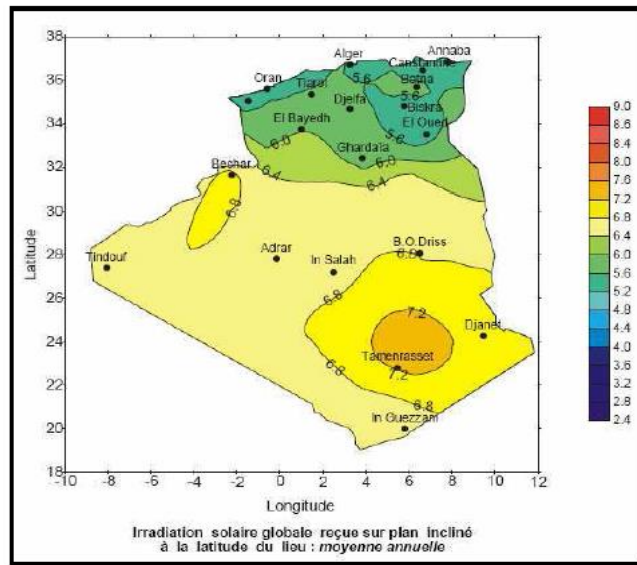 38
36
34
32
30
28
26
24
22
20
18
Latitude
Alger
Annaba
Constantine
Oran
Tiaret
5.6
Batna
5.6
Djelfa
Biskra
El Bayedh
El Oued
5.6
6.0
Ghardaïa
6.0
Bechar
6.4
6.4
6.8
Tindouf
Adrar
In Salah
B.O.Driss
6.8
6.8
7.2
Djanet
Tamenrasset
7.2
6.8
6.8
In Guezzam
-10 -8 -6 -4 -2 0 2 4 6 8 10 12
Longitude
9.0
8.6
8.2
8.0
7.6
7.2
6.8
6.4
6.0
5.6
5.2
4.8
4.4
4.0
3.6
3.2
2.8
2.4
Irradiation solaire globale reçue sur plan incliné
à la latitude du lieu : moyenne annuelle